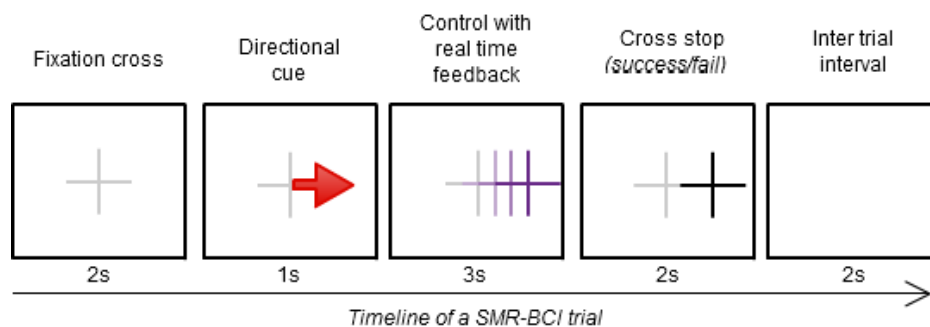 Fixation cross
Directional
cue
Control with
real time
feedback
Cross stop
(success/fail)
Inter trial
interval
2s
1s
3s
2s
2s
Timeline of a SMR-BCI trial